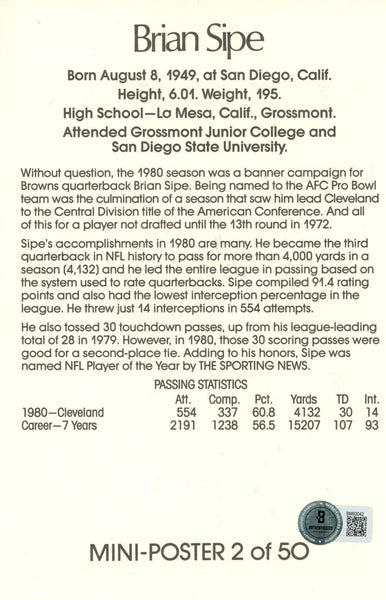 Brian Sipe
Born August 8, 1949, at San Diego, Calif.
Height, 6.01. Weight, 195.
High School—La Mesa, Calif., Grossmont.
Attended Grossmont Junior College and
San Diego State University.
Without question, the 1980 season was a banner campaign for
Browns quarterback Brian Sipe. Being named to the AFC Pro Bowl
team was the culmination of a season that saw him lead Cleveland
to the Central Division title of the American Conference. And all
of this for a player not drafted until the 13th round in 1972.
Sipe's accomplishments in 1980 are many. He became the third
quarterback in NFL history to pass for more than 4,000 yards in a
season (4,132) and he led the entire league in passing based on
the system used to rate quarterbacks. Sipe compiled 91.4 rating
points and also had the lowest interception percentage in the
league. He threw just 14 interceptions in 554 attempts.
He also tossed 30 touchdown passes, up from his league-leading
total of 28 in 1979. However, in 1980, those 30 scoring passes were
good for a second-place tie. Adding to his honors, Sipe was
named NFL Player of the Year by THE SPORTING NEWS.
PASSING STATISTICS
Att. Comp. Pct. Yards TD Int.
1980—Cleveland 554 337 60.8 4132 30 14
Career—7 Years 2191 1238 56.5 15207 107 93
MINI-POSTER 2 of 50